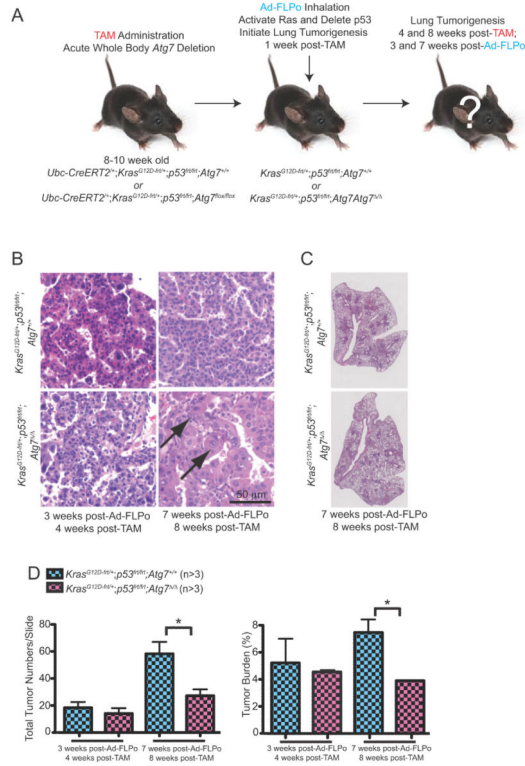 A
TAM Administration
Acute Whole Body Atg7 Deletion
Ad-FLPo Inhalation
Activate Ras and Delete p53
Initiate Lung Tumorigenesis
1 week post-TAM
Lung Tumorigenesis
4 and 8 weeks post-TAM;
3 and 7 weeks post-Ad-FLPo
?
8-10 week old
Ubc-CreERT2/+;KrasG12D-frt/+;p53frt/frt;Atg7+/+
or
Ubc-CreERT2/+;KrasG12D-frt/+;p53frt/frt;Atg7flox/flox
KrasG12D-frt/+;p53frt/frt;Atg7+/+
or
KrasG12D-frt/+;p53frt/frt;Atg7Atg7Δ/Δ
B
KrasG12D-frt/+;p53frt/frt;
Atg7+/+
KrasG12D-frt/+;p53frt/frt;
Atg7Δ/Δ
50 μm
3 weeks post-Ad-FLPo
4 weeks post-TAM
7 weeks post-Ad-FLPo
8 weeks post-TAM
C
KrasG12D-frt/+;p53frt/frt;
Atg7+/+
KrasG12D-frt/+;p53frt/frt;
Atg7Δ/Δ
7 weeks post-Ad-FLPo
8 weeks post-TAM
D
KrasG12D-frt/+;p53frt/frt;Atg7+/+ (n>3)
KrasG12D-frt/+;p53frt/frt;Atg7Δ/Δ (n>3)
Total Tumor Numbers/Slide
80
60
40
20
0
*
3 weeks post-Ad-FLPo
4 weeks post-TAM
7 weeks post-Ad-FLPo
8 weeks post-TAM
Tumor Burden (%)
10
8
6
4
2
0
*
3 weeks post-Ad-FLPo
4 weeks post-TAM
7 weeks post-Ad-FLPo
8 weeks post-TAM